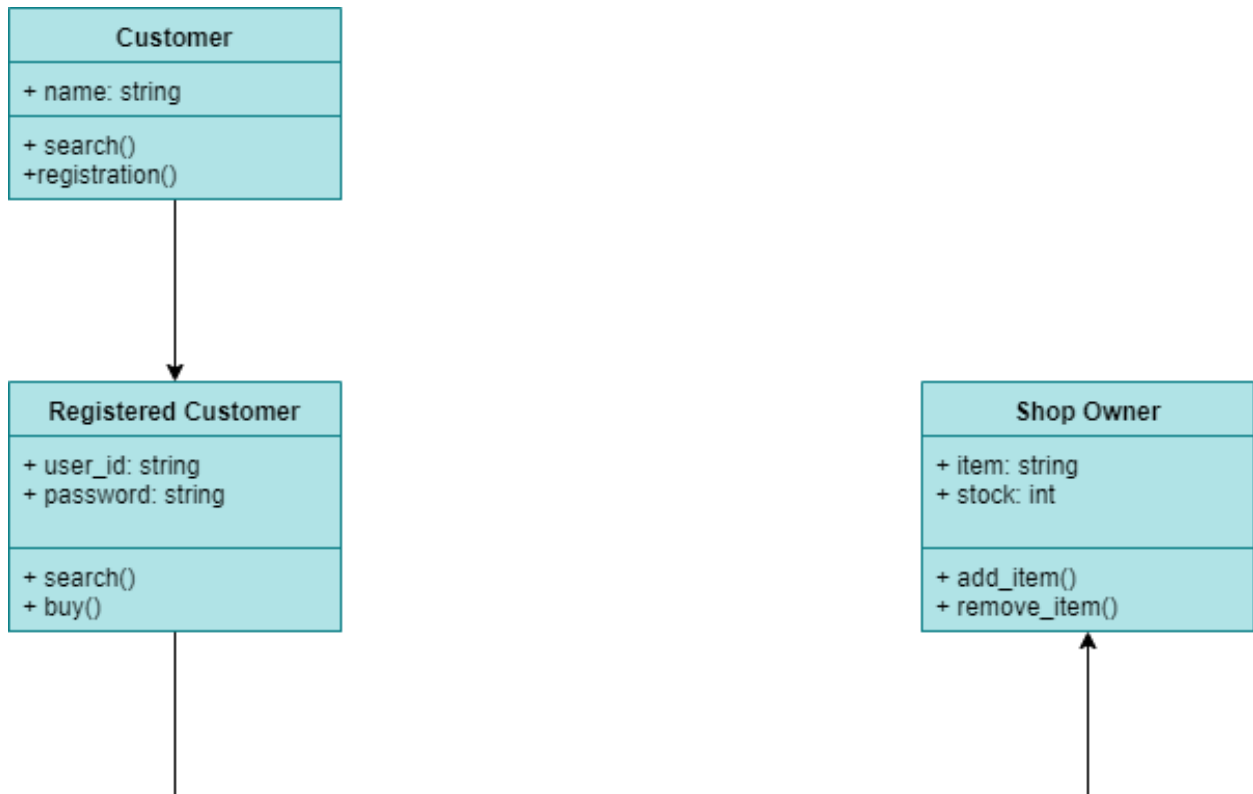 Customer
+ name: string
+ search()
+registration()
Registered Customer
+ user_id: string
+ password: string
+ search()
+ buy()
Shop Owner
+ item: string
+ stock: int
+ add_item()
+ remove_item()